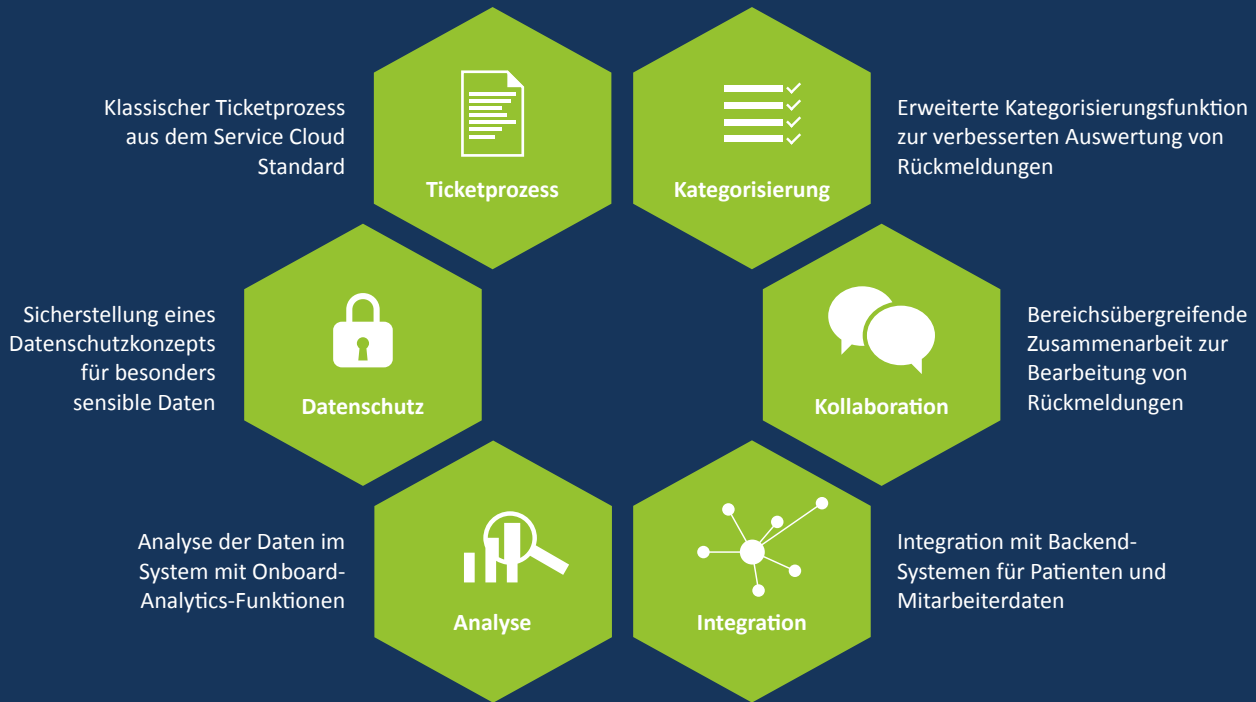 Klassischer Ticketprozess
aus dem Service Cloud
Standard
Ticketprozess
Kategorisierung
Erweiterte Kategorisierungsfunktion
zur verbesserten Auswertung von
Rückmeldungen
Sicherstellung eines
Datenschutzkonzepts
für besonders
sensible Daten
Datenschutz
Kollaboration
Bereichsübergreifende
Zusammenarbeit zur
Bearbeitung von
Rückmeldungen
Analyse der Daten im
System mit Onboard-
Analytics-Funktionen
Analyse
Integration
Integration mit Backend-
Systemen für Patienten und
Mitarbeiterdaten